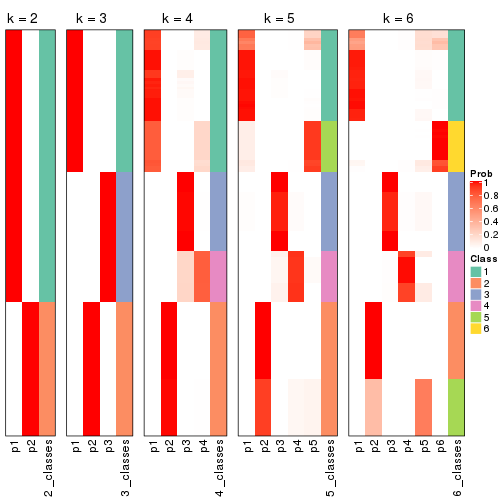 k = 2
k = 3
k = 4
k = 5
k = 6
Prob
1
0.8
0.6
0.4
0.2
0
Class
1
2
3
4
5
6
p1
p2
2_classes
p1
p2
p3
3_classes
p1
p2
p3
p4
4_classes
p1
p2
p3
p4
p5
5_classes
p1
p2
p3
p4
p5
p6
6_classes